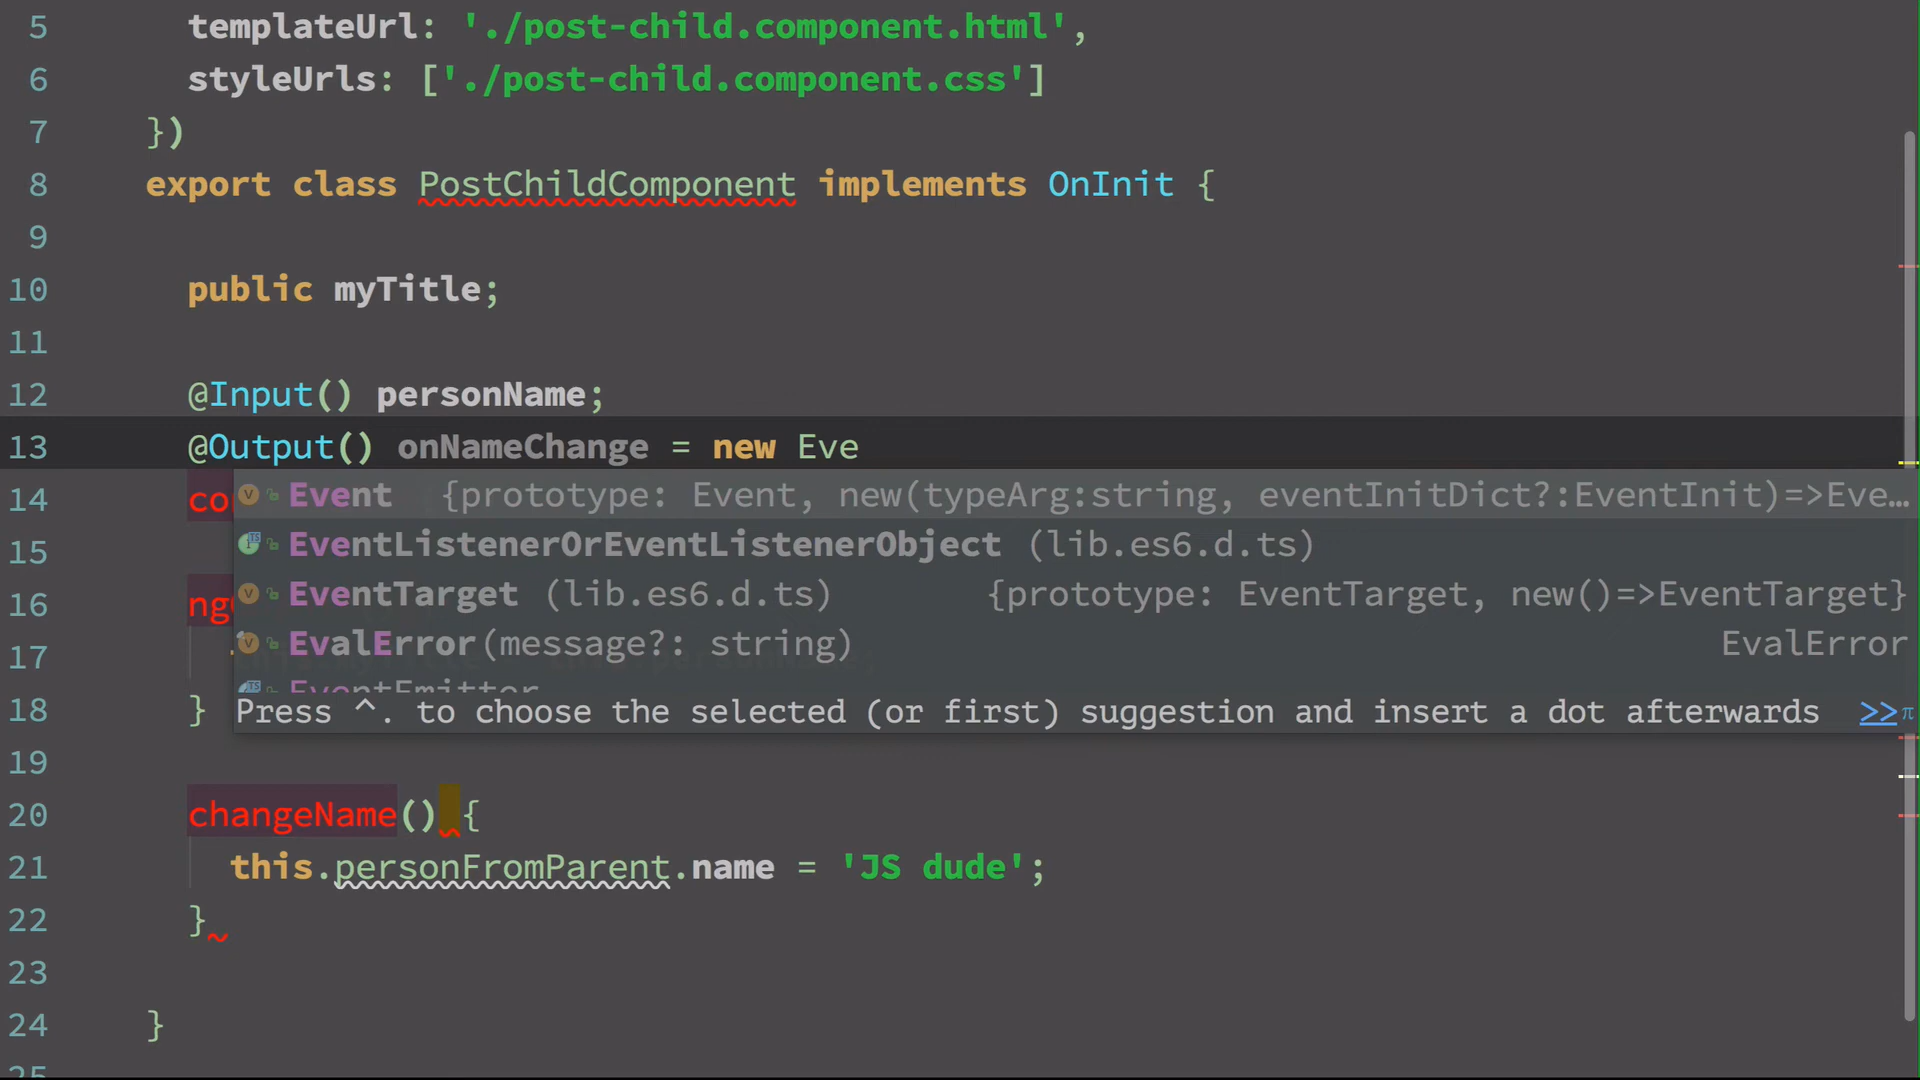 5 templateUrl: './post-child.component.html',
6 styleUrls: ['./post-child.component.css']
7 })
8 export class PostChildComponent implements OnInit {
9
10 public myTitle;
11
12 @Input() personName;
13 @Output() onNameChange = new Eve
14 co
Event {prototype: Event, new(typeArg:string, eventInitDict?:EventInit)=>Eve…
15
EventListenerOrEventListenerObject (lib.es6.d.ts)
16 ng
EventTarget (lib.es6.d.ts) {prototype: EventTarget, new()=>EventTarget}
17
EvalError(message?: string) EvalError
EventEmitter
18 }
Press ^. to choose the selected (or first) suggestion and insert a dot afterwards >> π
19
20 changeName() {
21 this.personFromParent.name = 'JS dude';
22 }
23
24 }
25